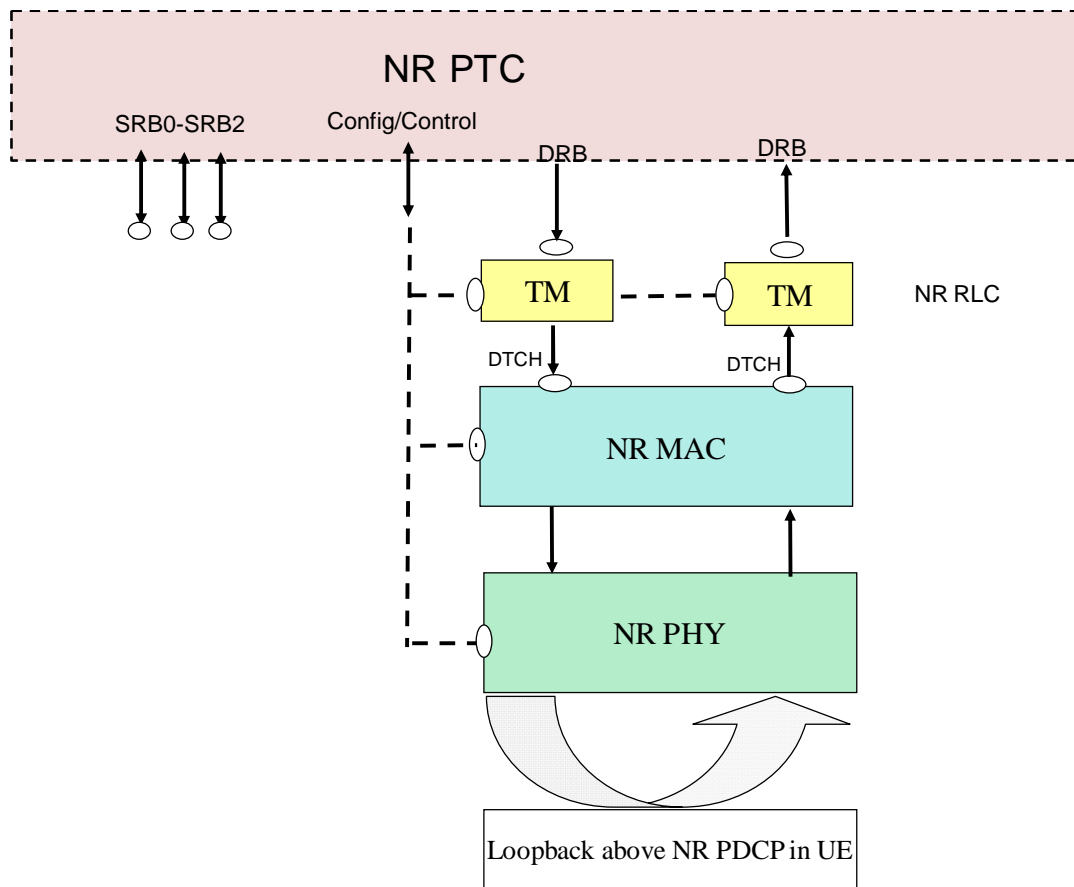 NR PTC
SRB0-SRB2
Config/Control
DRB
DRB
TM
TM
NR RLC
DTCH
DTCH
NR MAC
NR PHY
Loopback above NR PDCP in UE